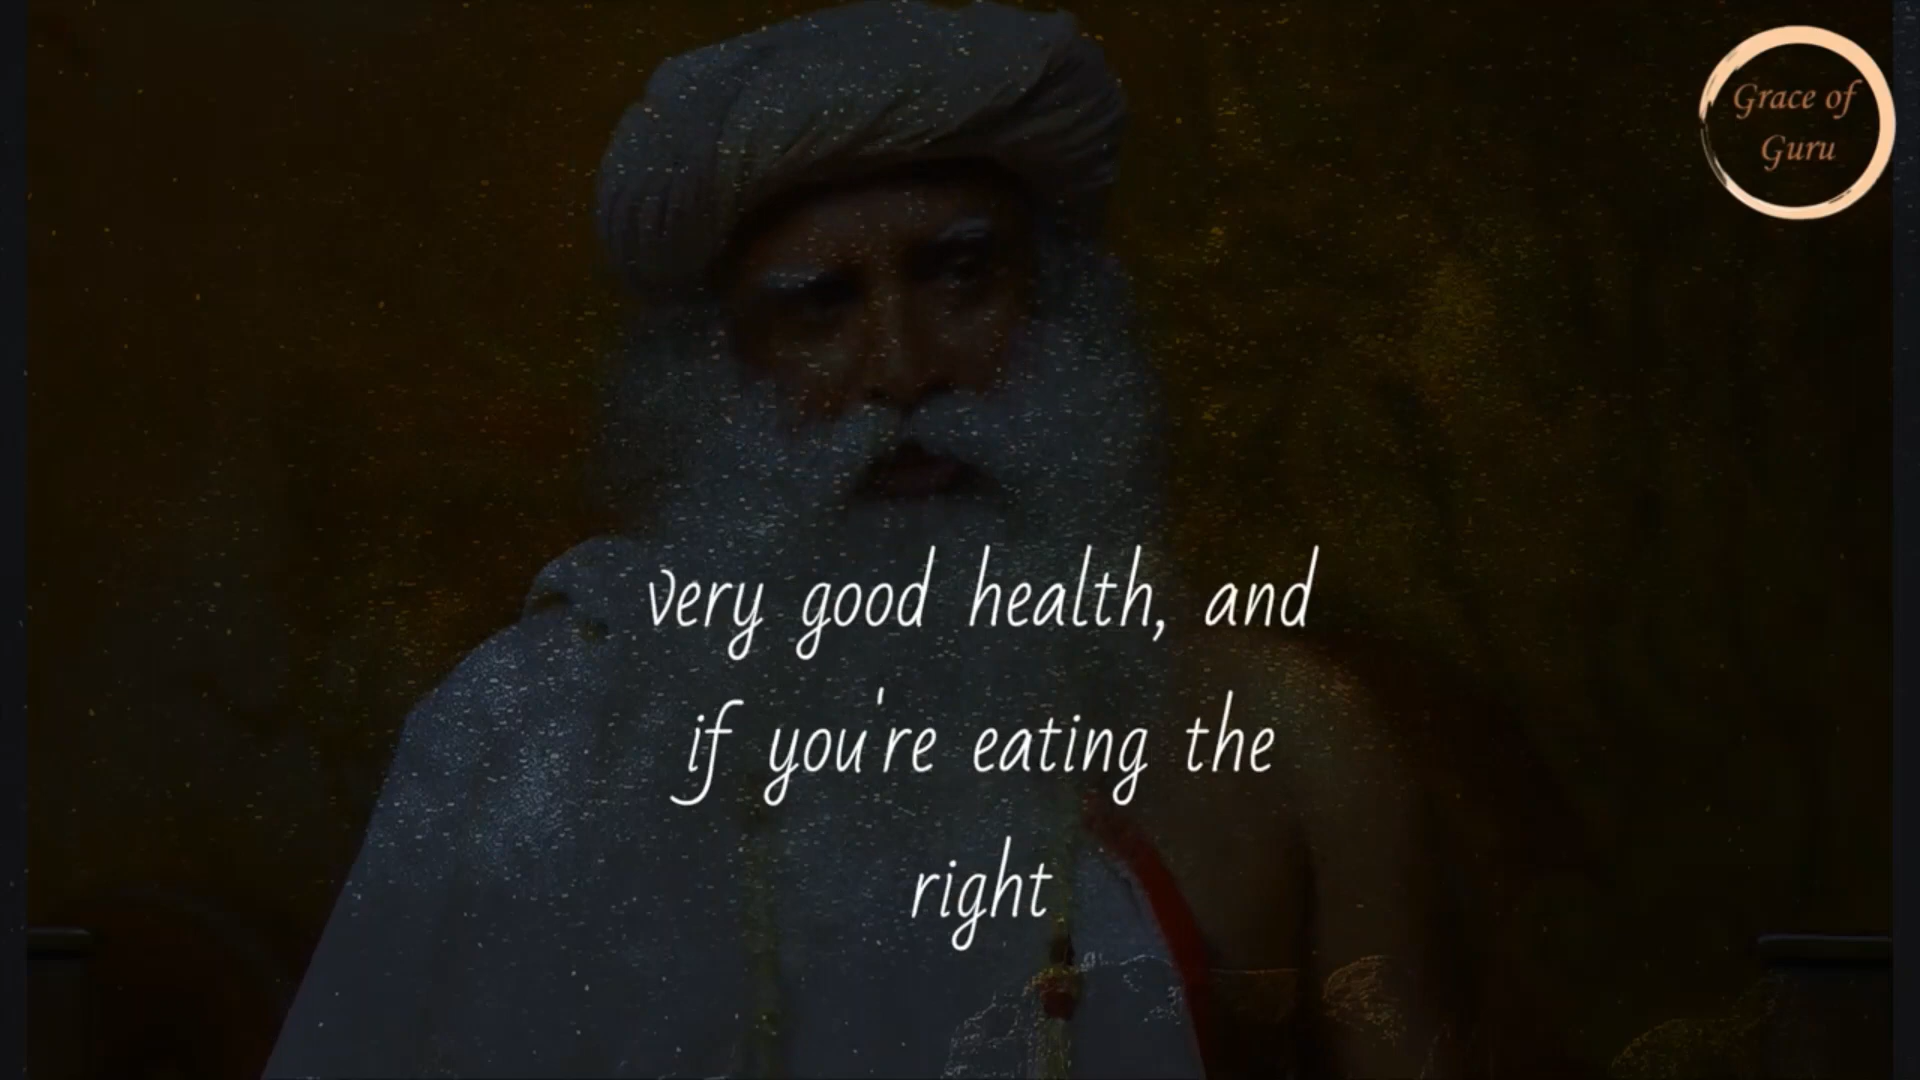 Grace of
Guru
very good health, and
if you're eating the
right